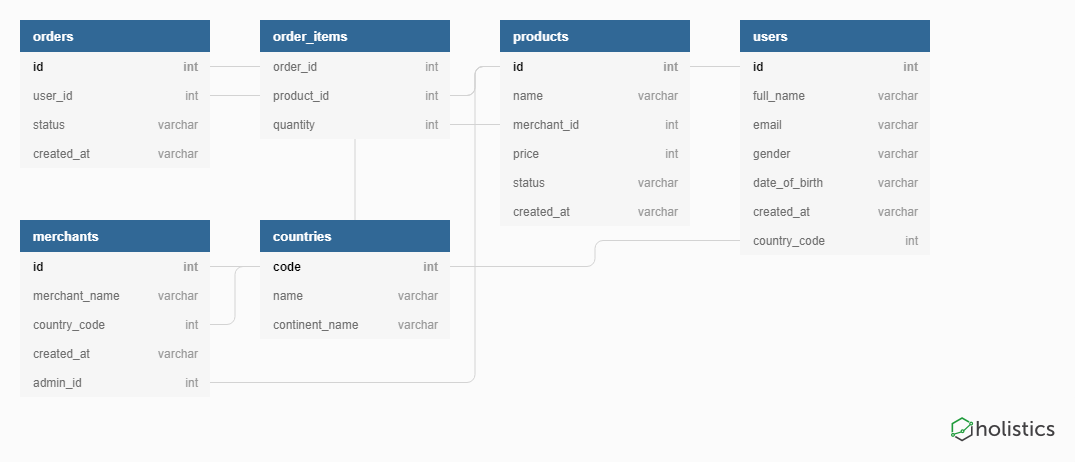 orders
id int
user_id int
status varchar
created_at varchar
order_items
order_id int
product_id int
quantity int
products
id int
name varchar
merchant_id int
price int
status varchar
created_at varchar
users
id int
full_name varchar
email varchar
gender varchar
date_of_birth varchar
created_at varchar
country_code int
merchants
id int
merchant_name varchar
country_code int
created_at varchar
admin_id int
countries
code int
name varchar
continent_name varchar
holistics